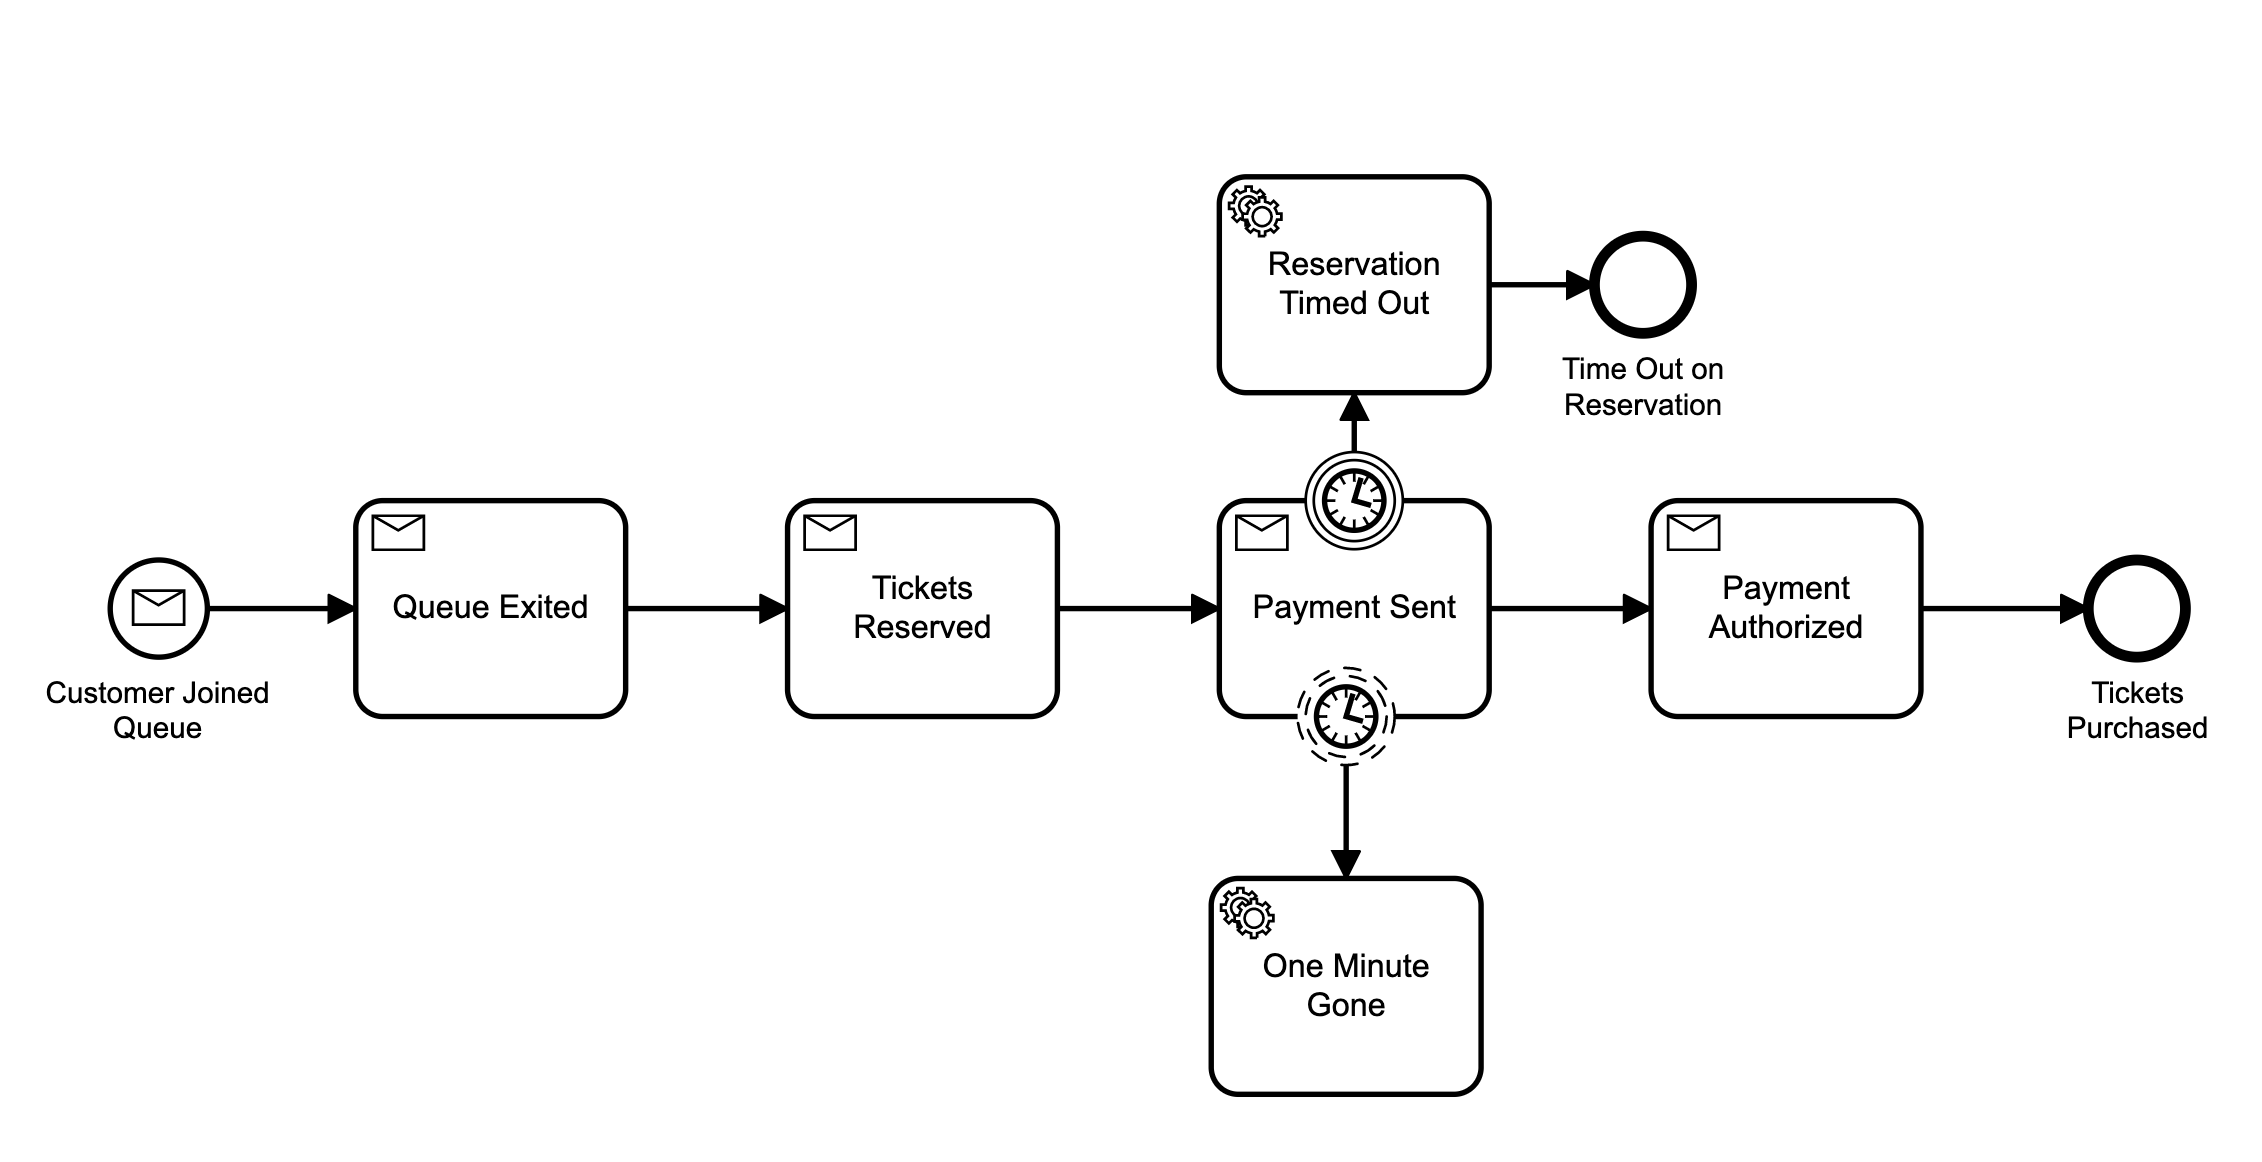 Reservation
Timed Out
Time Out on
Reservation
Customer Joined
Queue
Queue Exited
Tickets
Reserved
Payment Sent
Payment
Authorized
Tickets
Purchased
One Minute
Gone